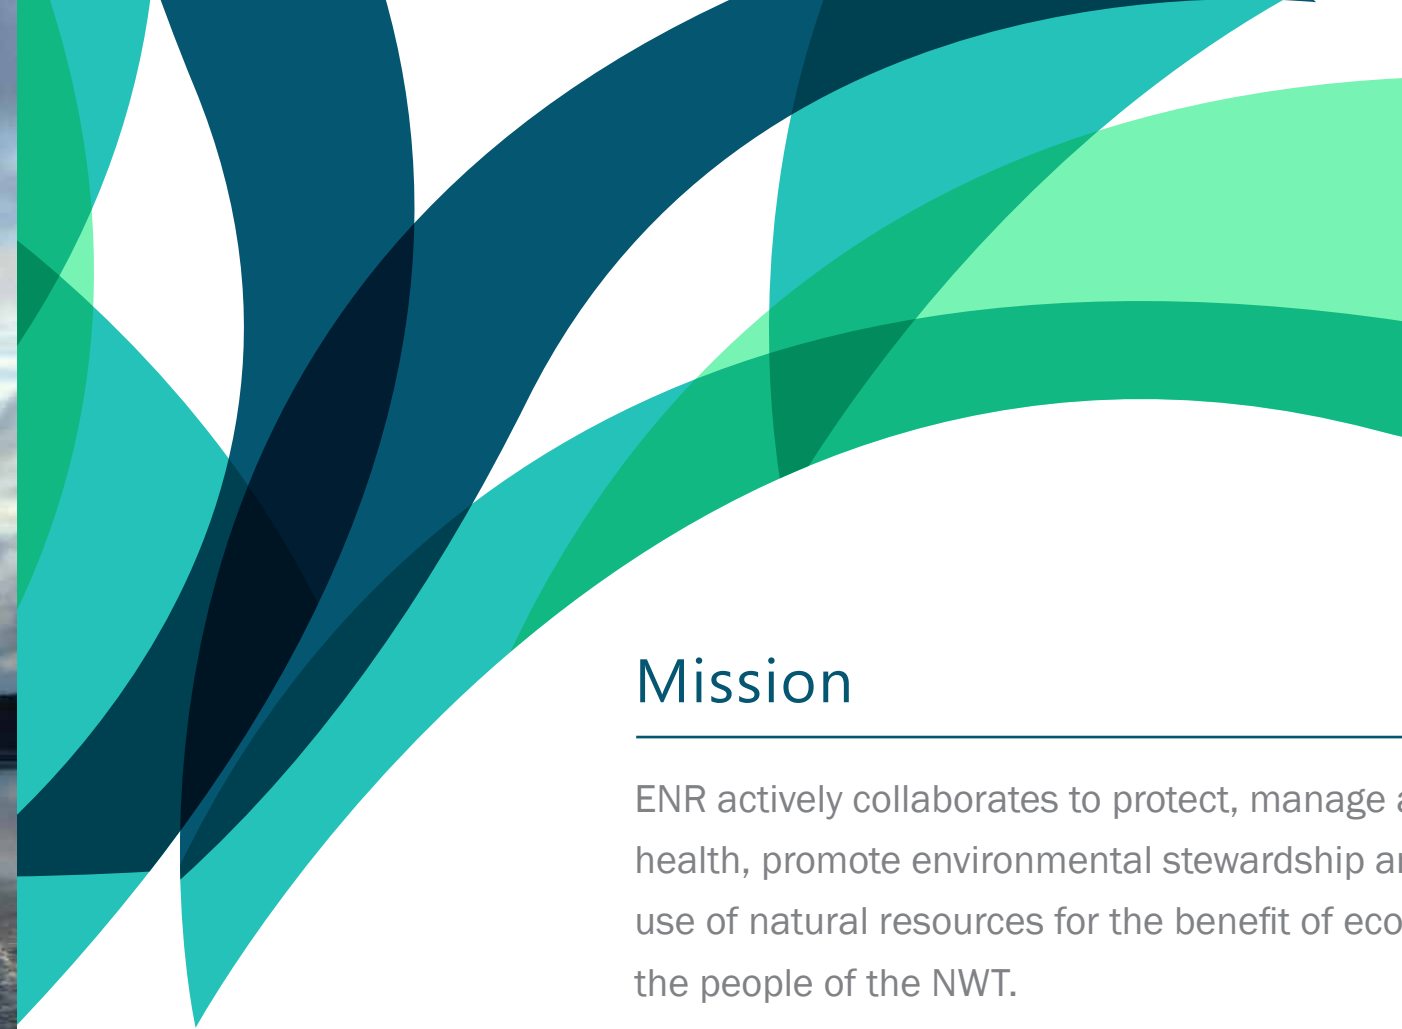 Mission
ENR actively collaborates to protect, manage
health, promote environmental stewardship
use of natural resources for the benefit of
the people of the NWT.